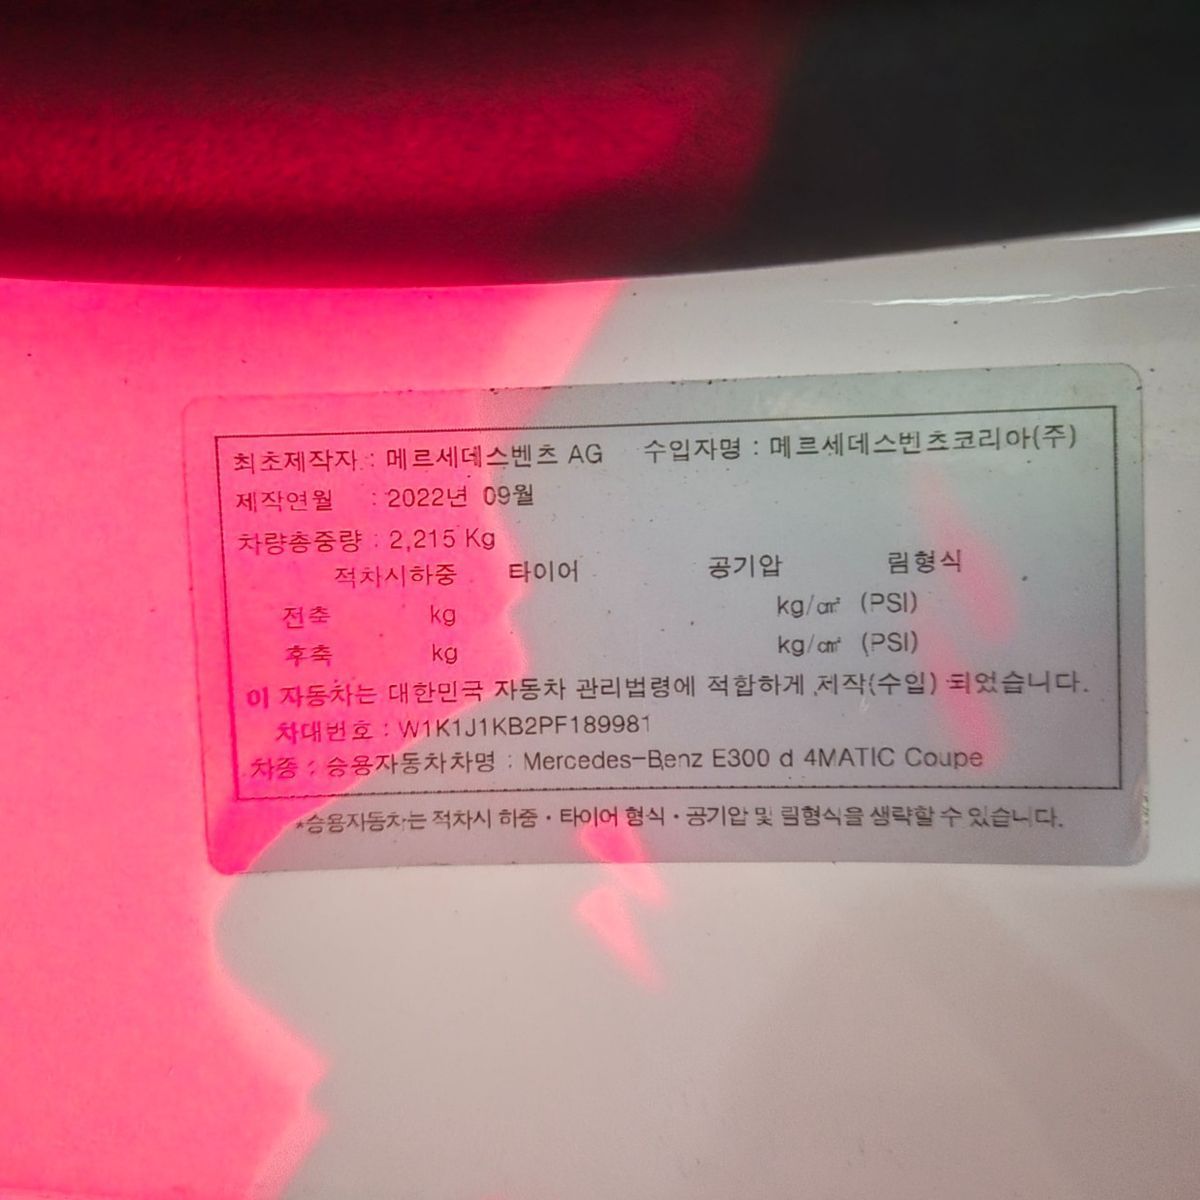 최초제작자 : 메르세데스벤츠 AG 수입자명 : 메르세데스벤츠코리아(주)
제작연월 : 2022년 09월
차량총중량 : 2,215 Kg
적차시하중 타이어 공기압 림형식
전축 kg kg/㎠ (PSI)
후축 kg kg/㎠ (PSI)
이 자동차는 대한민국 자동차 관리법령에 적합하게 제작(수입) 되었습니다.
차대번호 : W1K1J1KB2PF189981
차종 : 승용자동차차명 : Mercedes-Benz E300 d 4MATIC Coupe
*승용자동차는 적차시 하중·타이어 형식·공기압 및 림형식을 생략할 수 있습니다.